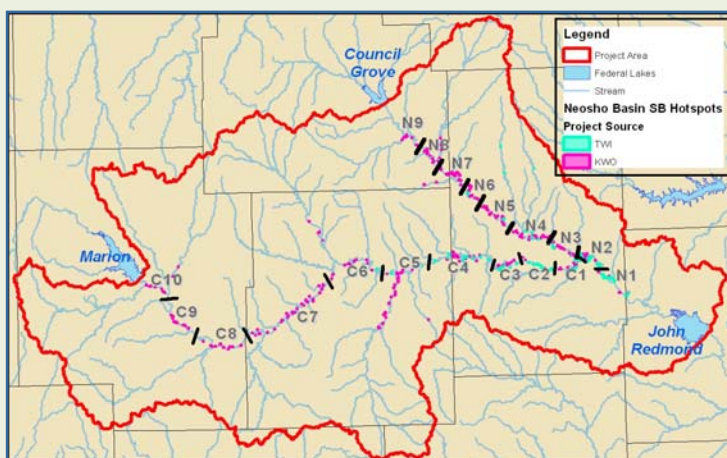 Legend
Project Area
Federal Lakes
Stream
Neosho Basin SB Hotspots
Project Source
TWI
KWO
Council
Grove
N9
N8
N7
N6
N5
N4
N3
N2
N1
Marion
C10
C9
C8
C7
C6
C5
C4
C3
C2
C1
John
Redmond